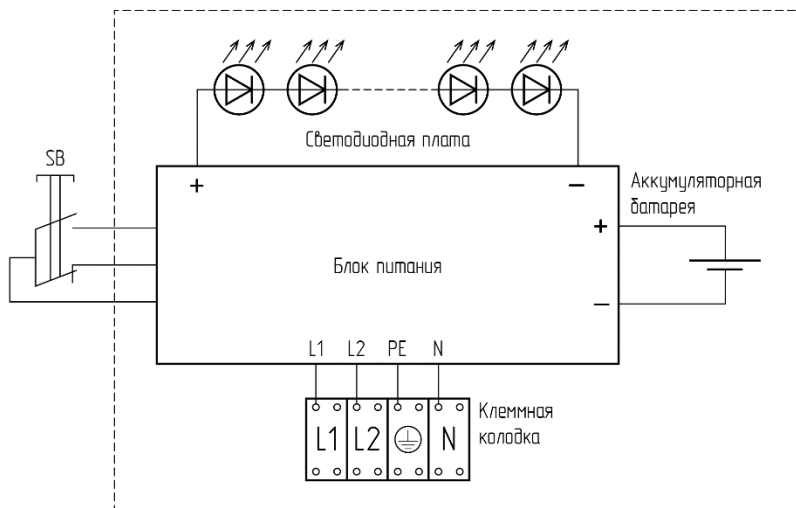 Светодиодная плата
SB
+
−
Аккумуляторная
батарея
+
Блок питания
−
L1 L2 PE N
L1 L2 N
Клеммная
колодка